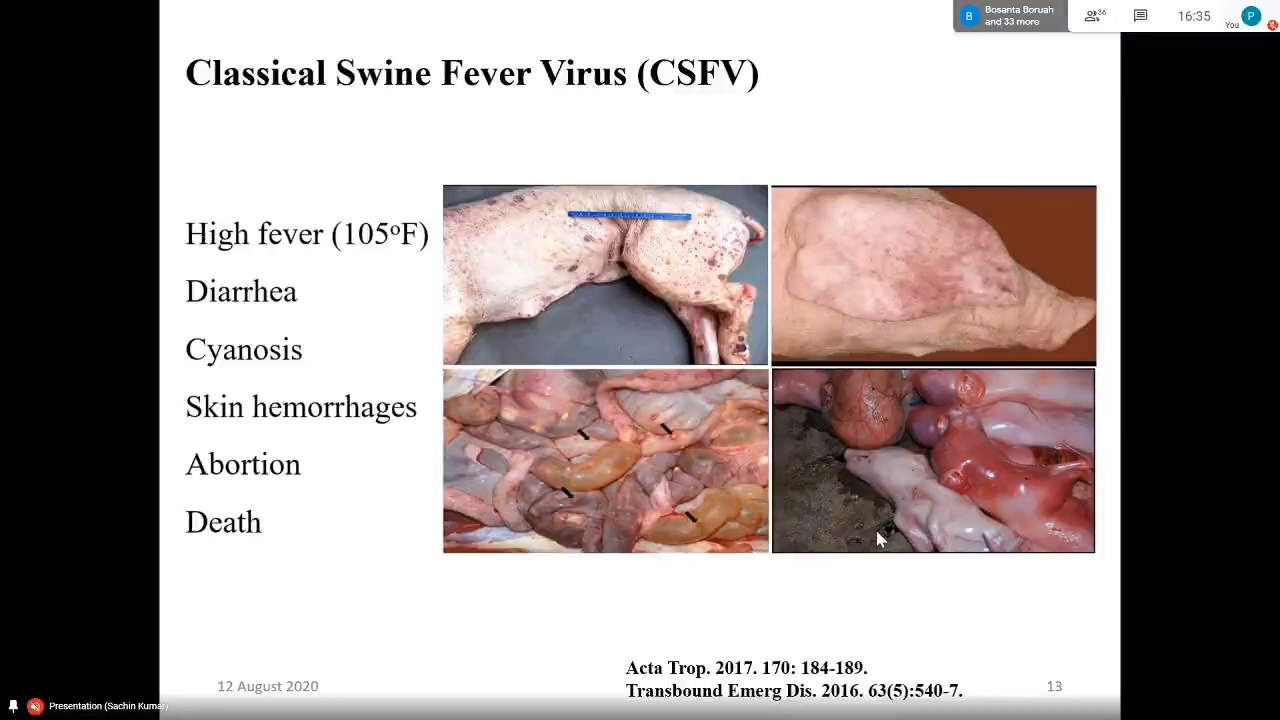 Bosanta Boruah
and 33 more
B
36
16:35
You
P
Classical Swine Fever Virus (CSFV)
High fever (105ºF)
Diarrhea
Cyanosis
Skin hemorrhages
Abortion
Death
Acta Trop. 2017. 170: 184-189.
Transbound Emerg Dis. 2016. 63(5):540-7.
12 August 2020
13
Presentation (Sachin Kumar)